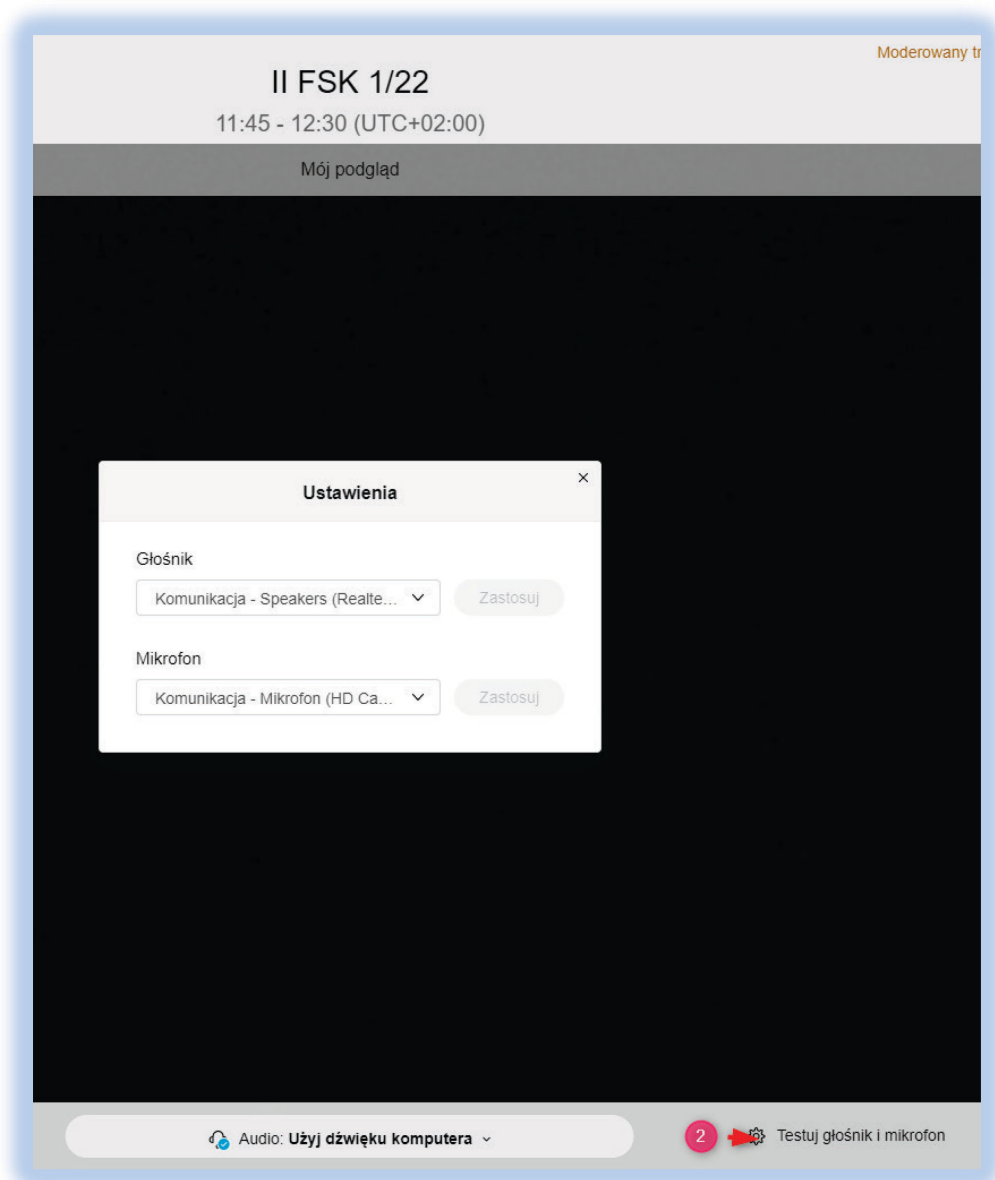 Moderowany
II FSK 1/22
11:45 - 12:30 (UTC+02:00)
Mój podgląd
Ustawienia
Głośnik
Komunikacja - Speakers (Realte... Zastosuj
Mikrofon
Komunikacja - Mikrofon (HD Ca... Zastosuj
Audio: Użyj dźwięku komputera 2 Testuj głośnik i mikrofon